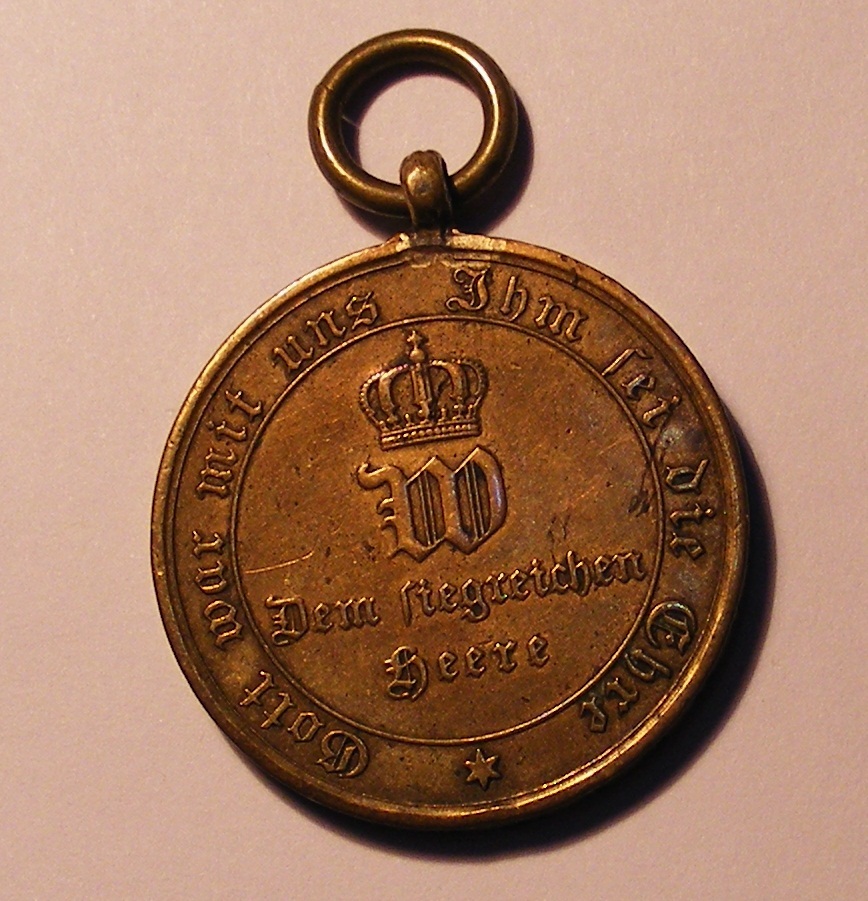 Gott war mit uns Ihm sei die Ehre
W
Dem siegreichen
Heere